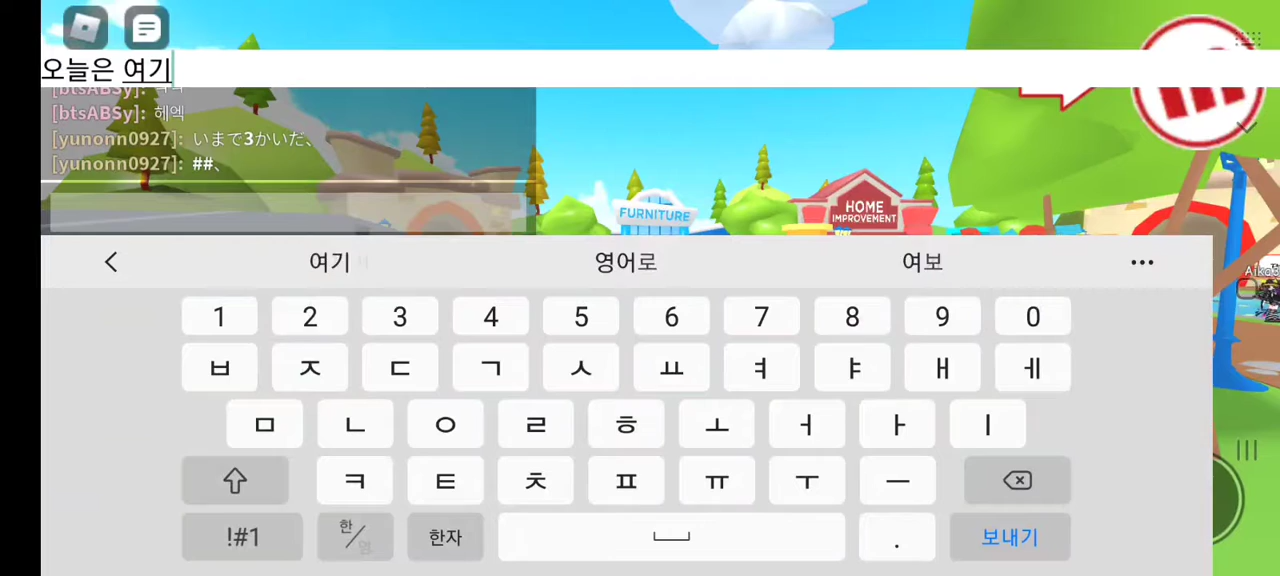 오늘은 여기
[btsABSy]:
[btsABSy]: 헤엑
[yunonn0927]: いまで3かいだ、
[yunonn0927]: ##、
FURNITURE
HOME
IMPROVEMENT
여기
영어로
여보
1 2 3 4 5 6 7 8 9 0
ㅂ ㅈ ㄷ ㄱ ㅅ ㅛ ㅕ ㅑ ㅐ ㅔ
ㅁ ㄴ ㅇ ㄹ ㅎ ㅗ ㅓ ㅏ ㅣ
ㅋ ㅌ ㅊ ㅍ ㅠ ㅜ ㅡ
!#1 한/영 한자 . 보내기